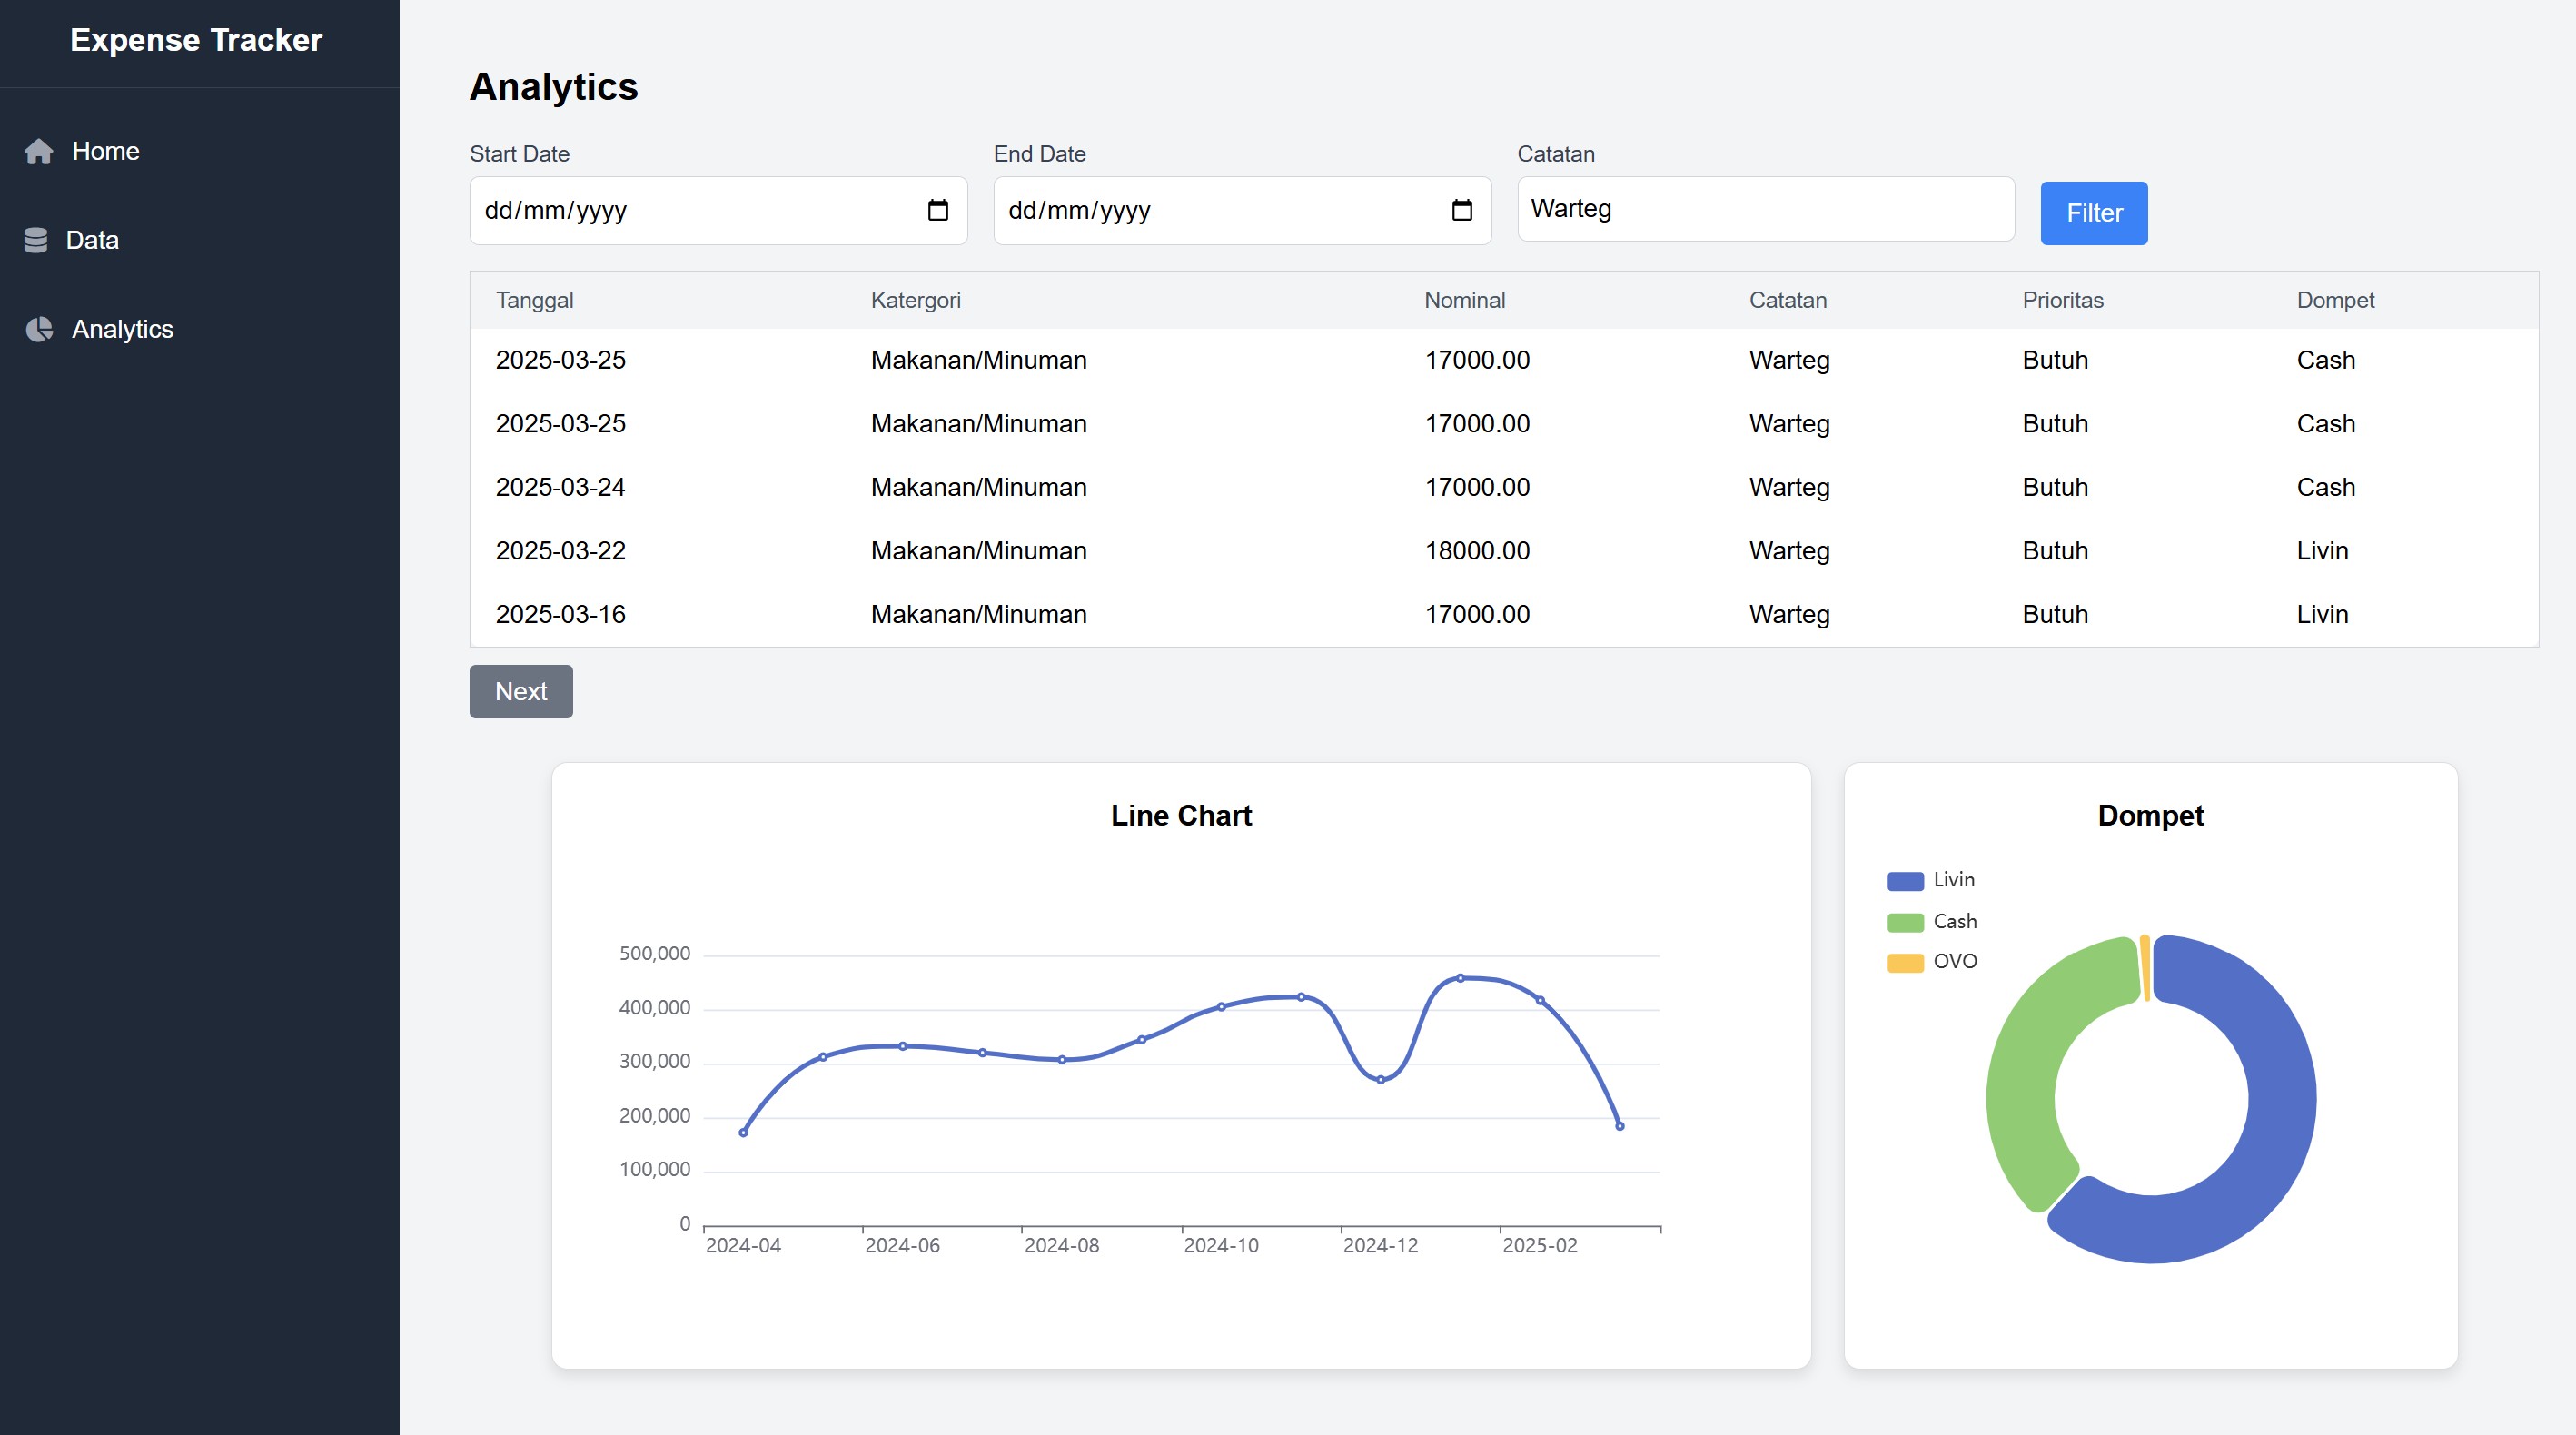 Expense Tracker
Home
Data
Analytics
Analytics
Start Date End Date Catatan
dd/mm/yyyy dd/mm/yyyy Warteg Filter
Tanggal Katergori Nominal Catatan Prioritas Dompet
2025-03-25 Makanan/Minuman 17000.00 Warteg Butuh Cash
2025-03-25 Makanan/Minuman 17000.00 Warteg Butuh Cash
2025-03-24 Makanan/Minuman 17000.00 Warteg Butuh Cash
2025-03-22 Makanan/Minuman 18000.00 Warteg Butuh Livin
2025-03-16 Makanan/Minuman 17000.00 Warteg Butuh Livin
Next
Line Chart
500,000
400,000
300,000
200,000
100,000
0
2024-04 2024-06 2024-08 2024-10 2024-12 2025-02
Dompet
Livin
Cash
OVO